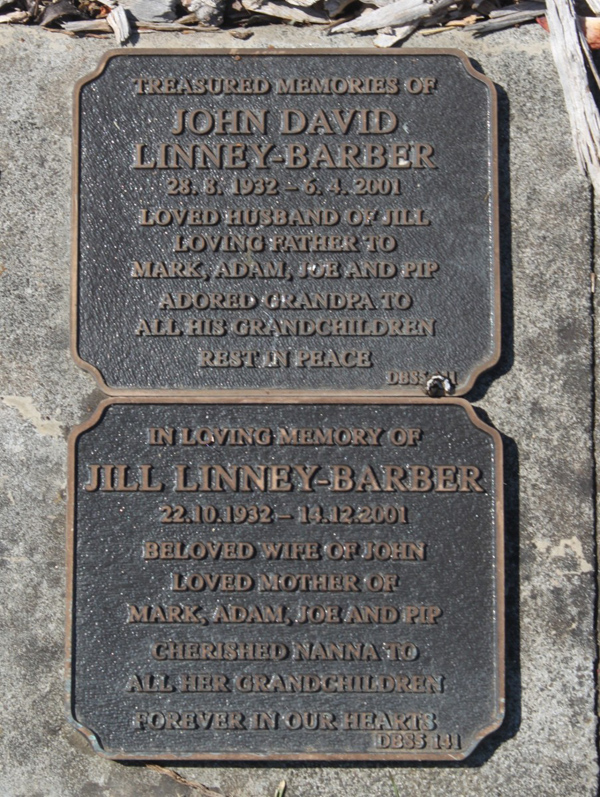 TREASURED MEMORIES OF
JOHN DAVID
LINNEY-BARBER
28. 8. 1932 – 6. 4. 2001
LOVED HUSBAND OF JILL
LOVING FATHER TO
MARK, ADAM, JOE AND PIP
ADORED GRANDPA TO
ALL HIS GRANDCHILDREN
REST IN PEACE
DBSS
IN LOVING MEMORY OF
JILL LINNEY-BARBER
22.10.1932 – 14.12.2001
BELOVED WIFE OF JOHN
LOVED MOTHER OF
MARK, ADAM, JOE AND PIP
CHERISHED NANNA TO
ALL HER GRANDCHILDREN
FOREVER IN OUR HEARTS
DBSS 141